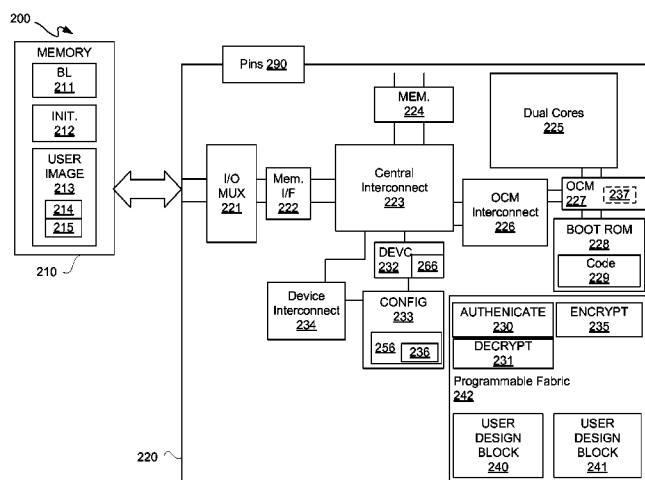 200
MEMORY
BL
211
INIT.
212
USER
IMAGE
213
214
215
210
Pins 290
MEM.
224
Dual Cores
225
I/O
MUX
221
Mem.
I/F
222
Central
Interconnect
223
OCM
Interconnect
226
OCM
227
237
BOOT ROM
228
Code
229
DEVC
232
266
Device
Interconnect
234
CONFIG
233
256
236
AUTHENICATE
230
ENCRYPT
235
DECRYPT
231
Programmable Fabric
242
USER
DESIGN
BLOCK
240
USER
DESIGN
BLOCK
241
220